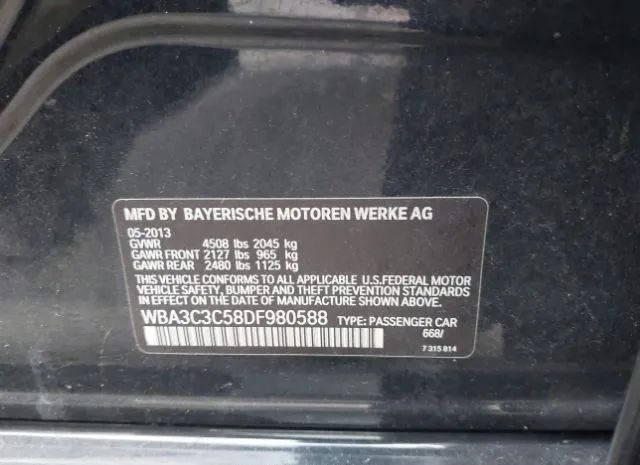 MFD BY BAYERISCHE MOTOREN WERKE AG
05-2013
GVWR 4508 lbs 2045 kg
GAWR FRONT 2127 lbs 965 kg
GAWR REAR 2480 lbs 1125 kg
THIS VEHICLE CONFORMS TO ALL APPLICABLE U.S.FEDERAL MOTOR
VEHICLE SAFETY, BUMPER AND THEFT PREVENTION STANDARDS
IN EFFECT ON THE DATE OF MANUFACTURE SHOWN ABOVE.
WBA3C3C58DF980588 TYPE: PASSENGER CAR
668/
7 315 814